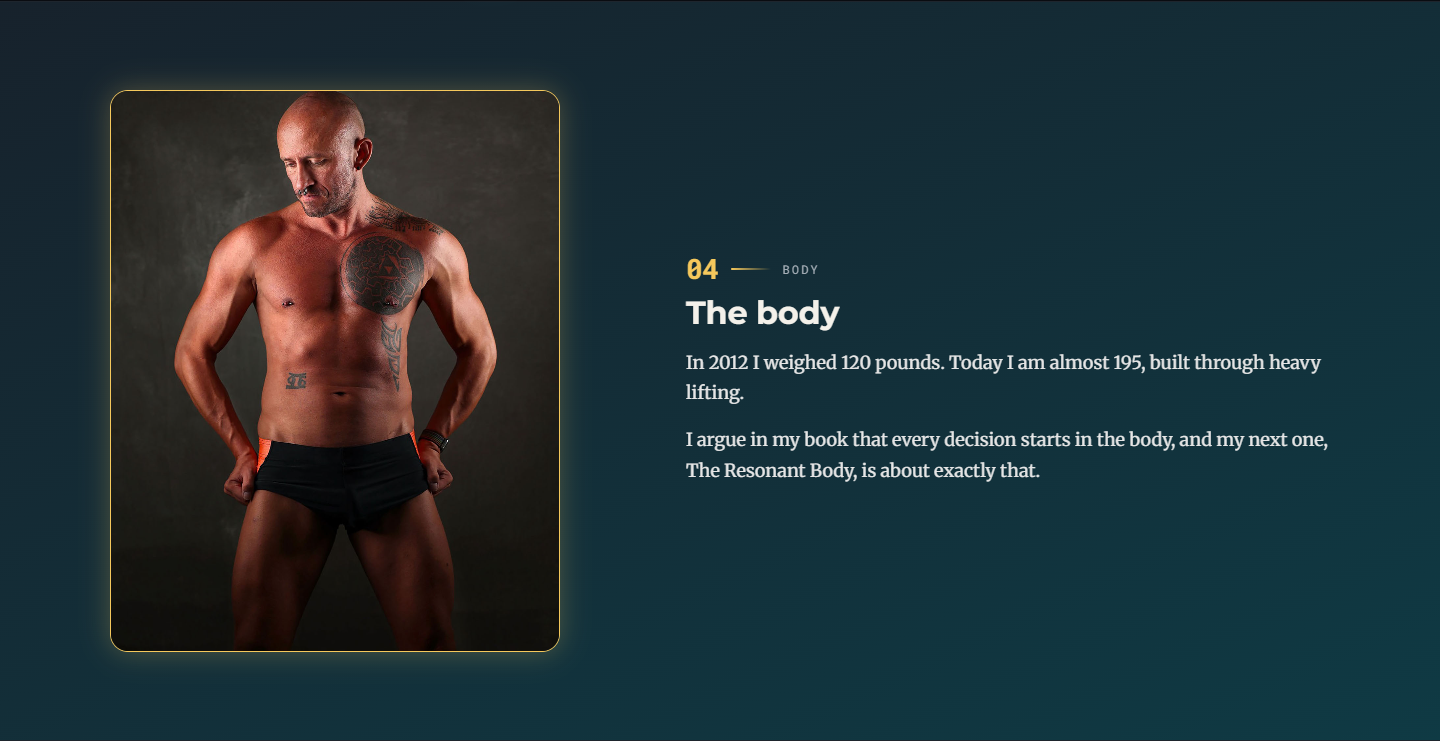 04 BODY
The body
In 2012 I weighed 120 pounds. Today I am almost 195, built through heavy
lifting.
I argue in my book that every decision starts in the body, and my next one,
The Resonant Body, is about exactly that.